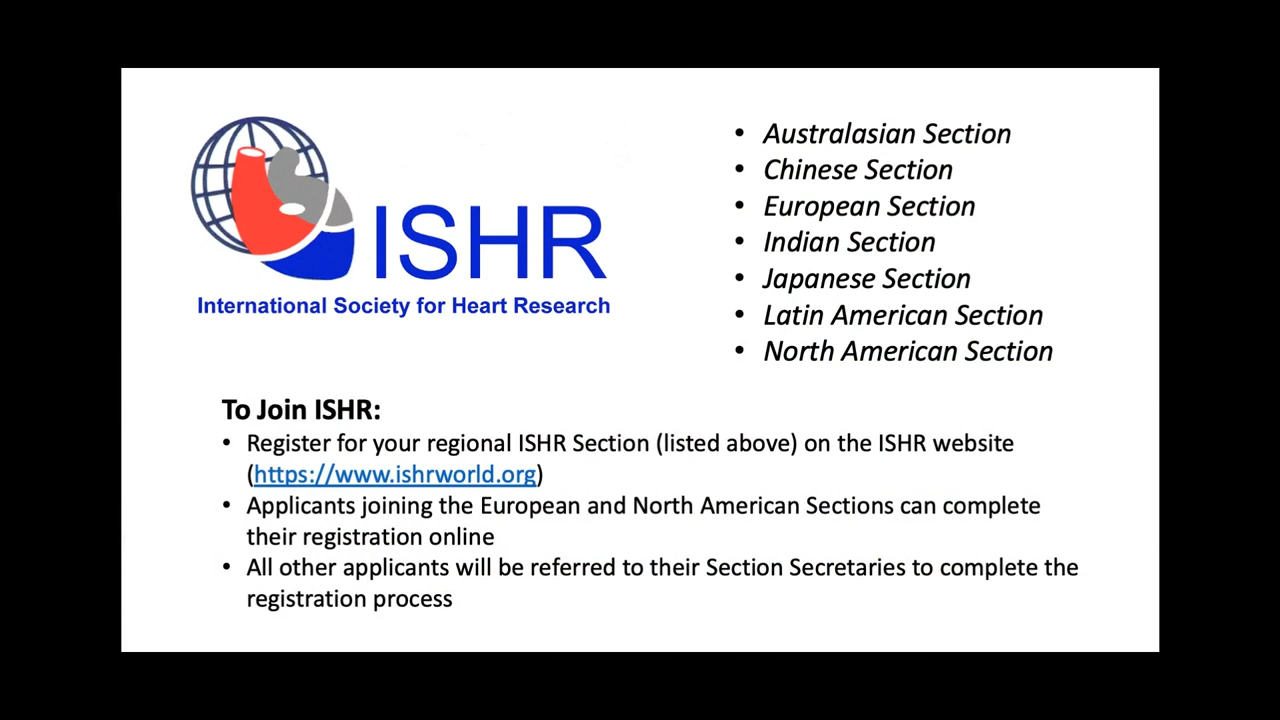 ISHR
International Society for Heart Research
• Australasian Section
• Chinese Section
• European Section
• Indian Section
• Japanese Section
• Latin American Section
• North American Section
To Join ISHR:
• Register for your regional ISHR Section (listed above) on the ISHR website
(https://www.ishrworld.org)
• Applicants joining the European and North American Sections can complete
their registration online
• All other applicants will be referred to their Section Secretaries to complete the
registration process